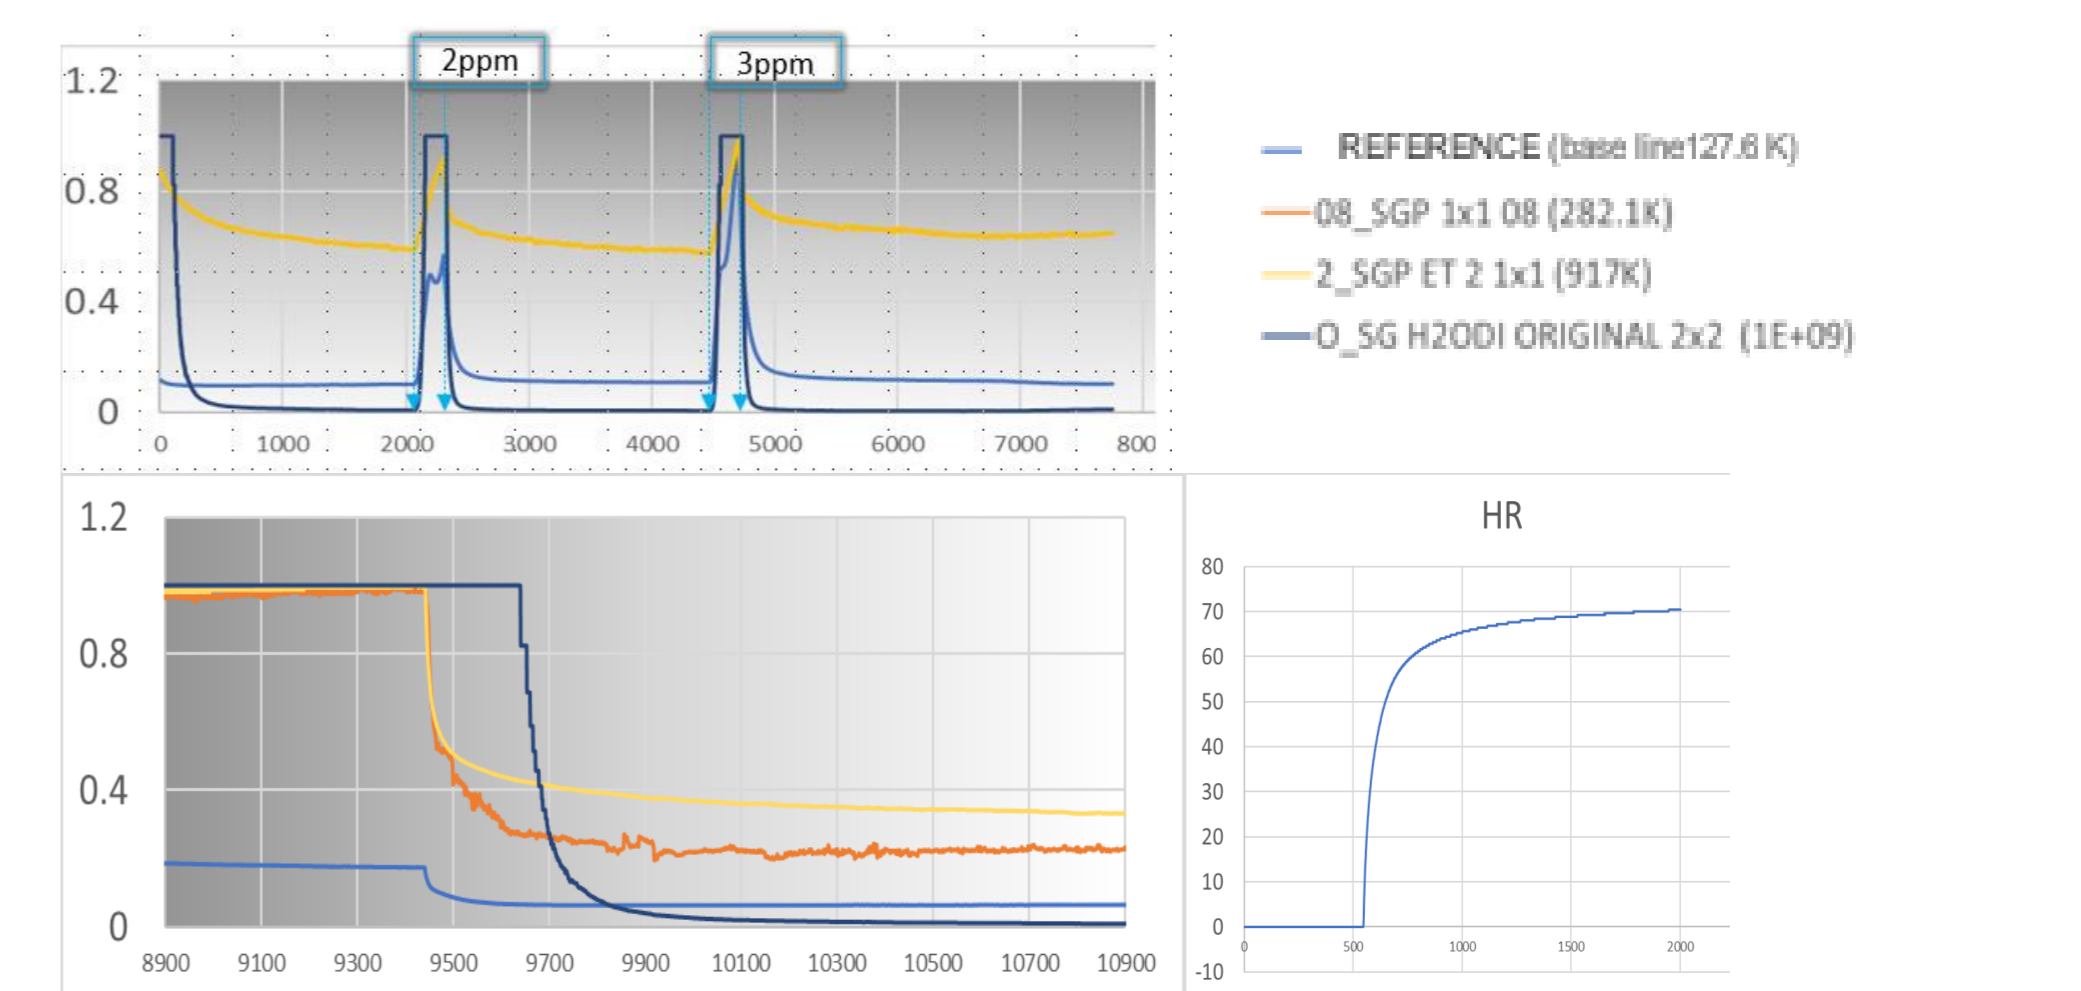 2ppm
3ppm
1.2
0.8
0.4
0
0 1000 2000 3000 4000 5000 6000 7000 800
REFERENCE (base line127.6 K)
08_SGP 1x1 08 (282.1K)
2_SGP ET 2 1x1 (917K)
O_SG H2ODI ORIGINAL 2x2 (1E+09)
1.2
0.8
0.4
0
8900 9100 9300 9500 9700 9900 10100 10300 10500 10700 10900
HR
80
70
60
50
40
30
20
10
0
-10
0 500 1000 1500 2000